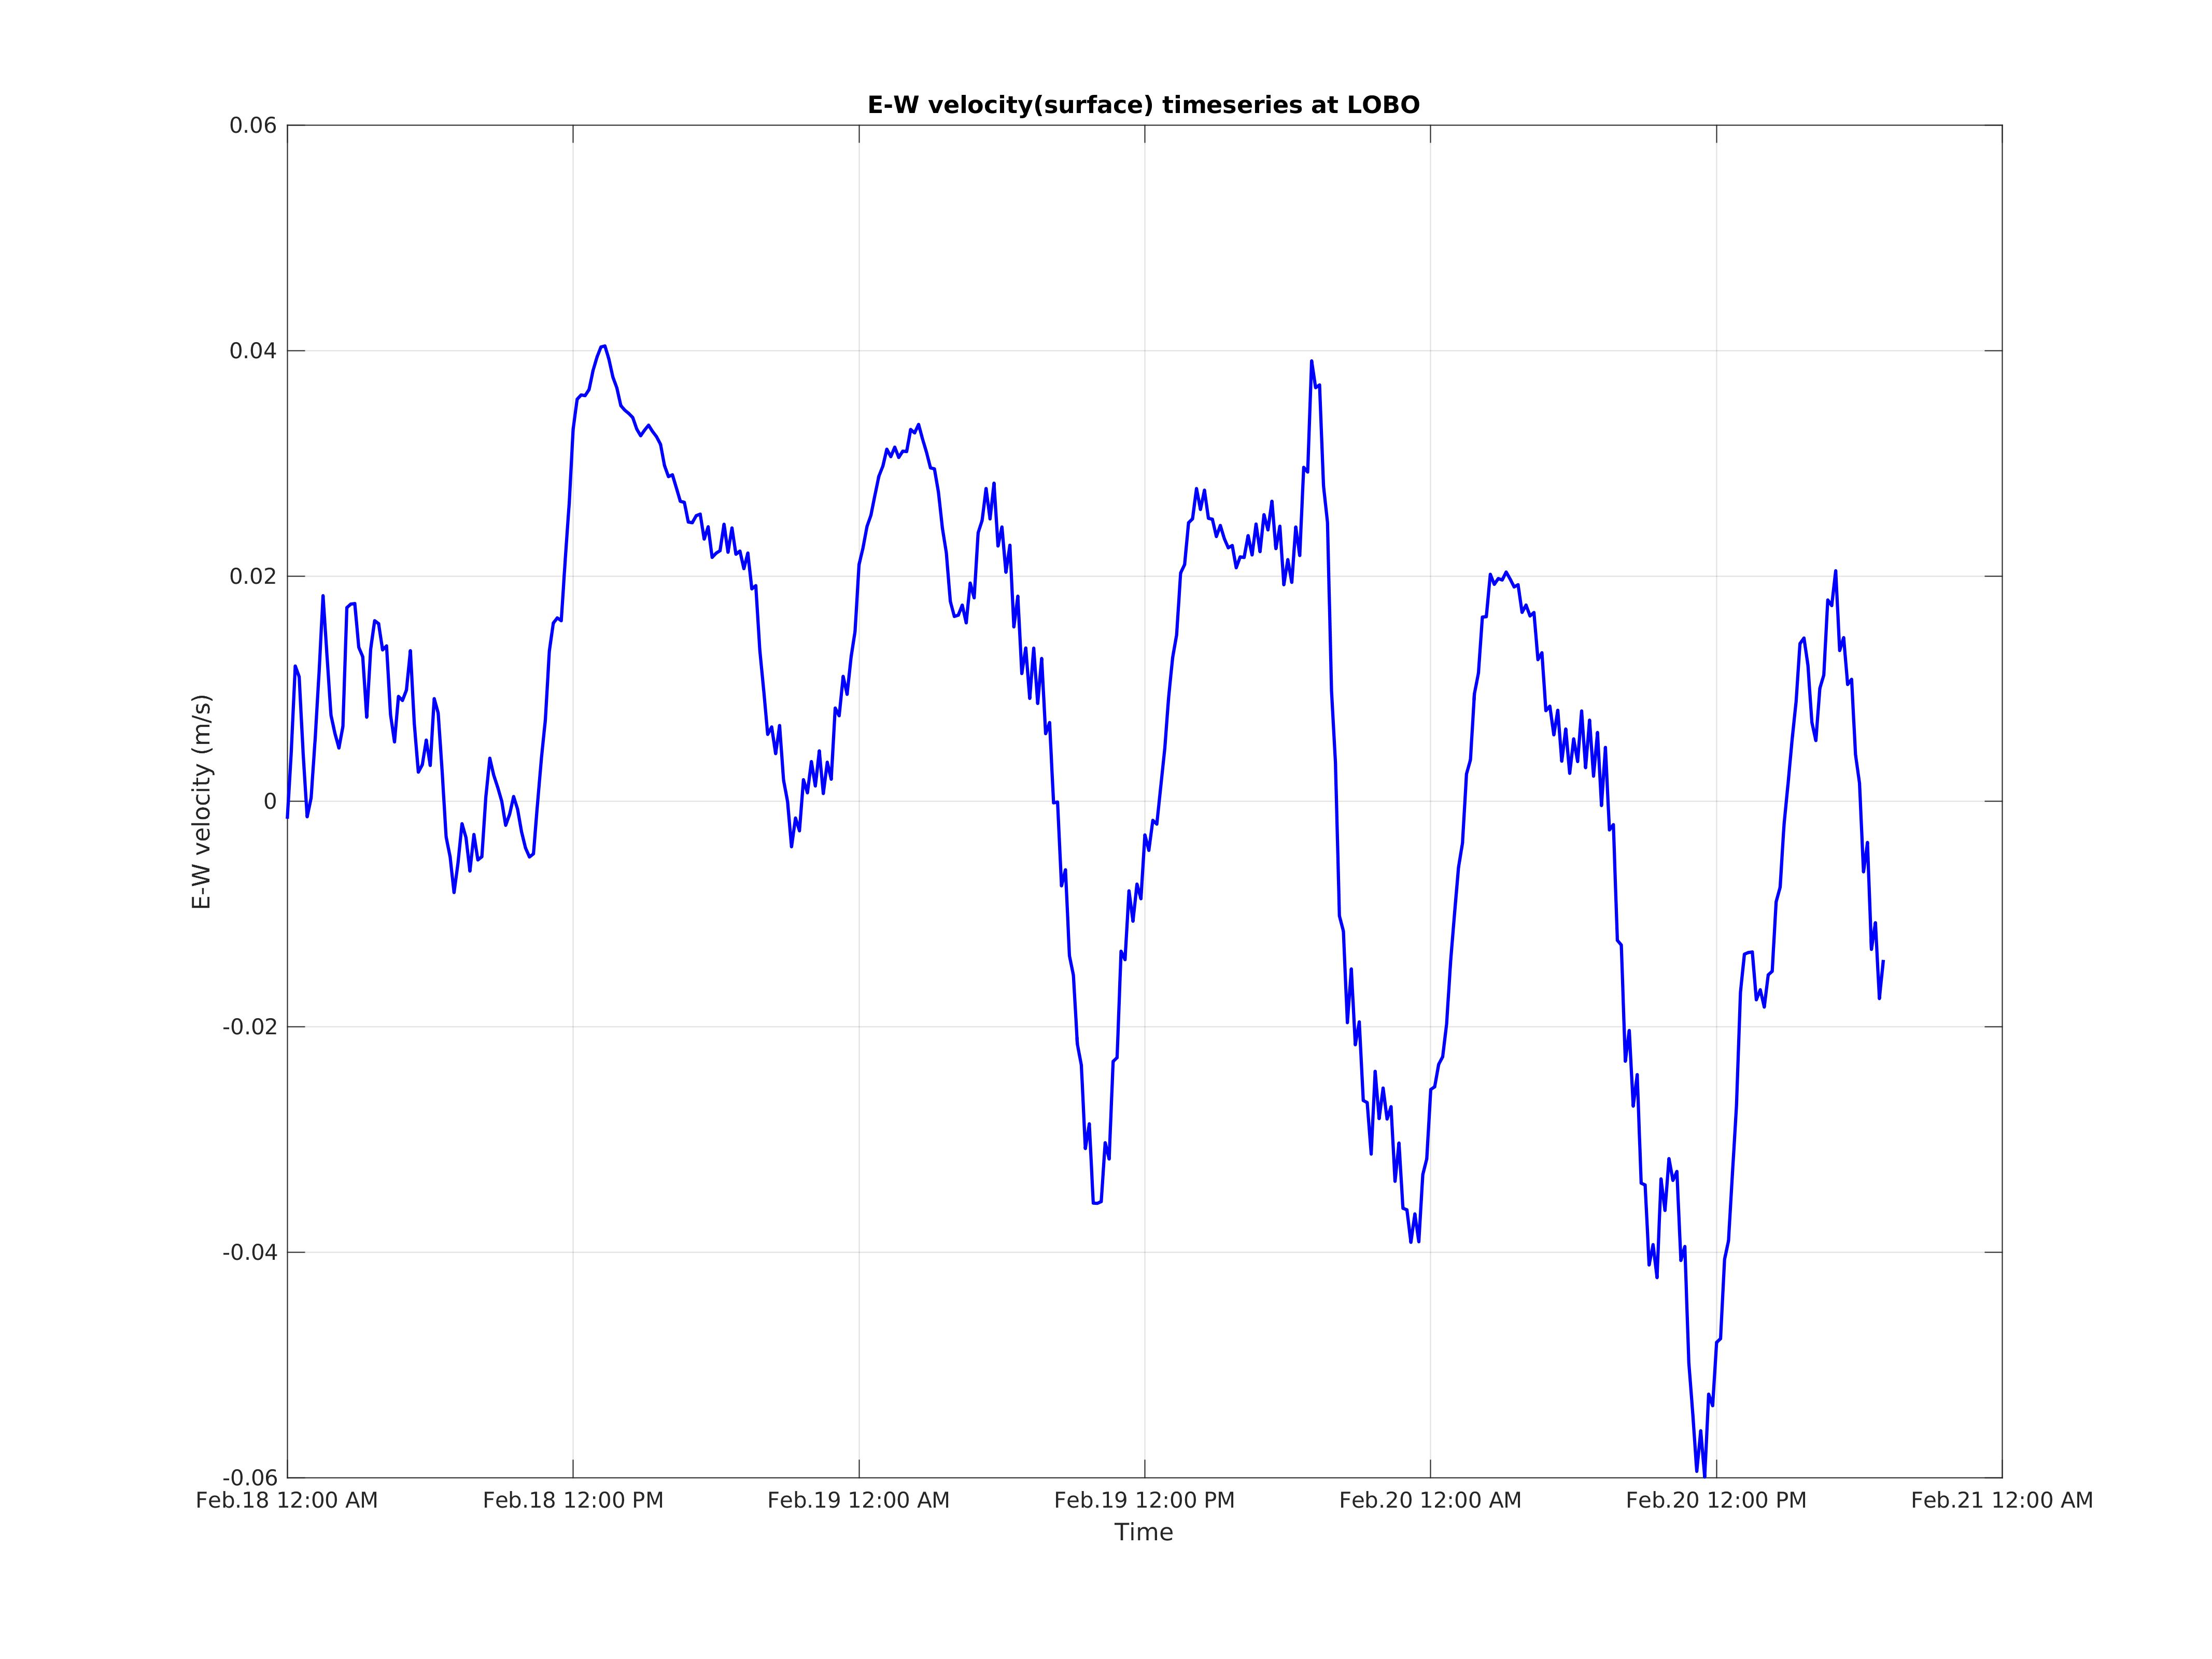 E-W velocity(surface) timeseries at LOBO
0.06
0.04
0.02
0
-0.02
-0.04
-0.06
E-W velocity (m/s)
Feb.18 12:00 AM Feb.18 12:00 PM Feb.19 12:00 AM Feb.19 12:00 PM Feb.20 12:00 AM Feb.20 12:00 PM Feb.21 12:00 AM
Time